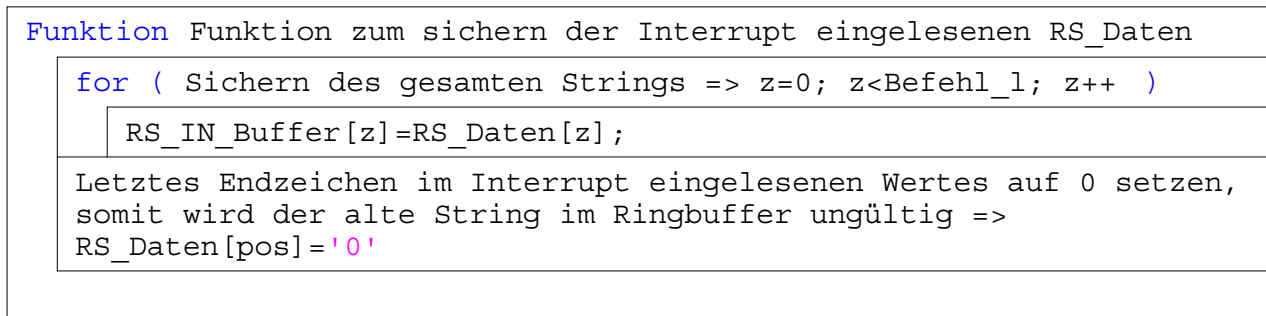 Funktion Funktion zum sichern der Interrupt eingelesenen RS_Daten
for ( Sichern des gesamten Strings => z=0; z<Befehl_l; z++ )
RS_IN_Buffer[z]=RS_Daten[z];
Letztes Endzeichen im Interrupt eingelesenen Wertes auf 0 setzen,
somit wird der alte String im Ringbuffer ungültig =>
RS_Daten[pos]='0'